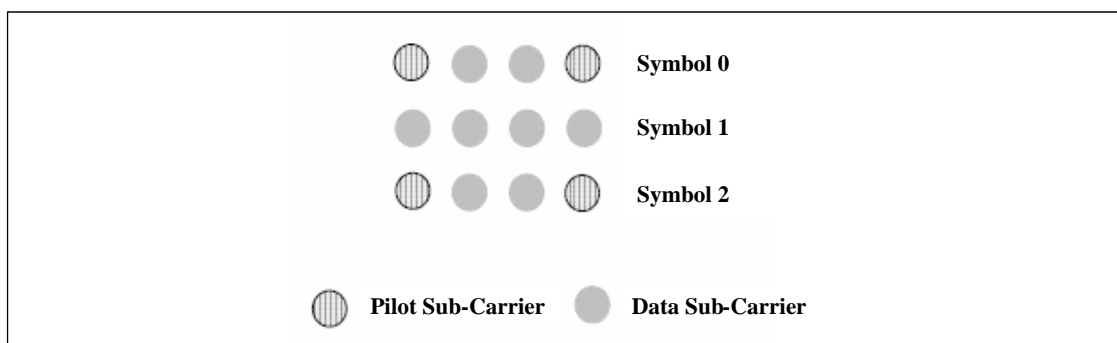 Symbol 0
Symbol 1
Symbol 2
Pilot Sub-Carrier Data Sub-Carrier